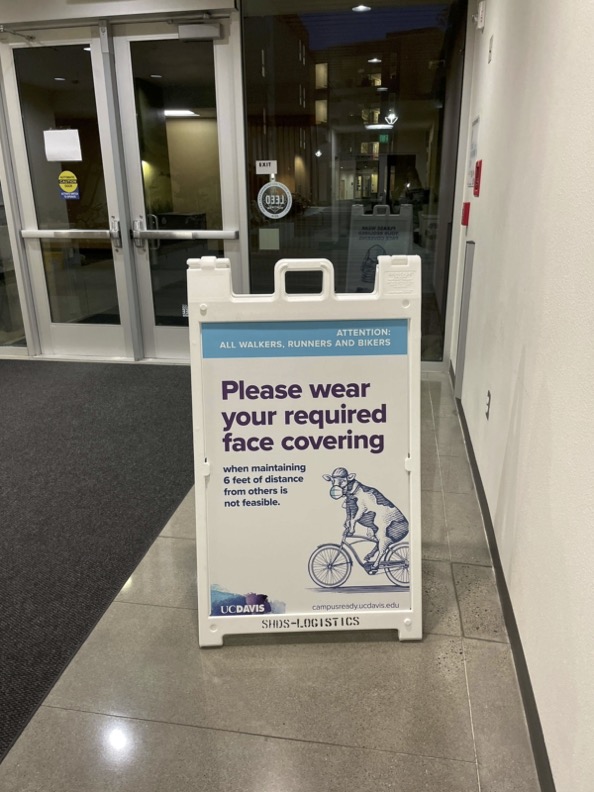 CAUTION
EXIT
LEED
ATTENTION:
ALL WALKERS, RUNNERS AND BIKERS
Please wear
your required
face covering
when maintaining
6 feet of distance
from others is
not feasible.
UCDAVIS
campusready.ucdavis.edu
SHDS-LOGISTICS